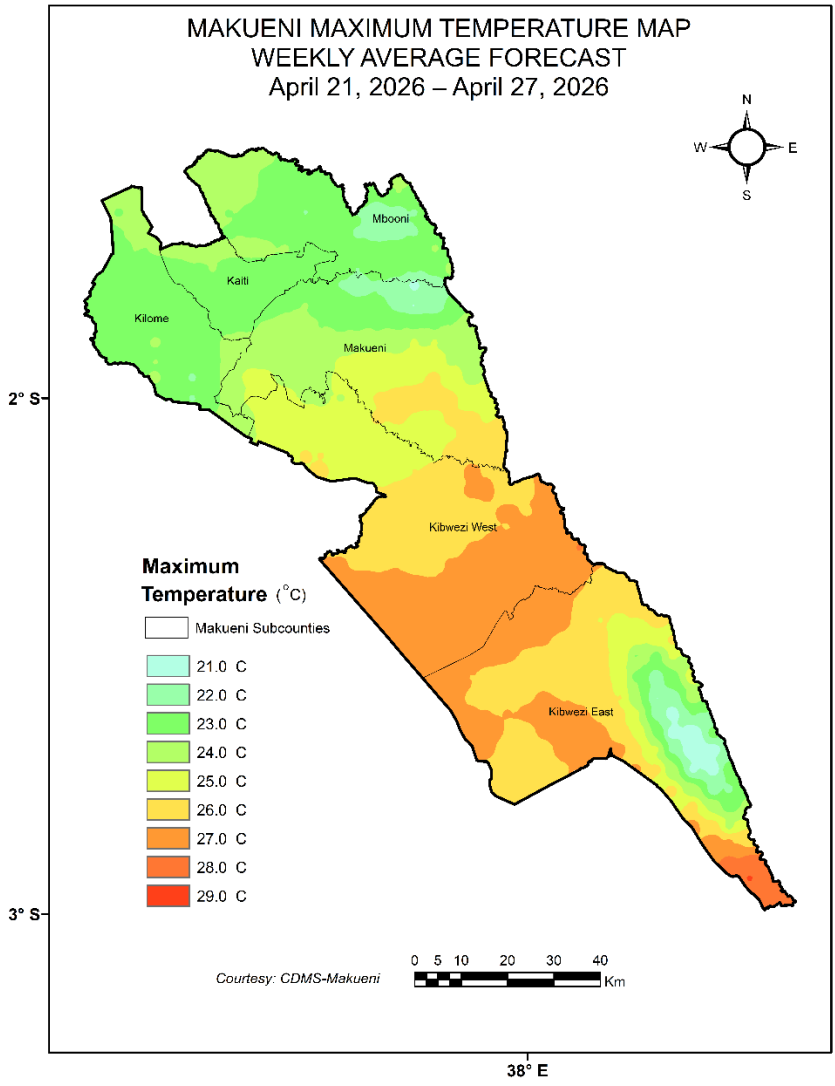 MAKUENI MAXIMUM TEMPERATURE MAP
WEEKLY AVERAGE FORECAST
April 21, 2026 – April 27, 2026
N
W E
S
Mbooni
Kaiti
Kilome
Makueni
2° S
Kibwezi West
Maximum
Temperature (°C)
Makueni Subcounties
21.0 C
22.0 C
23.0 C
24.0 C
25.0 C
26.0 C
27.0 C
28.0 C
29.0 C
Kibwezi East
3° S
0 5 10 20 30 40
Km
Courtesy: CDMS-Makueni
38° E